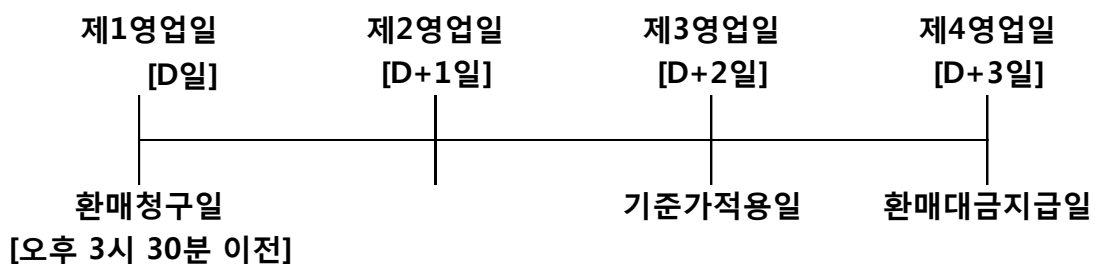 제1영업일 제2영업일 제3영업일 제4영업일
[D일] [D+1일] [D+2일] [D+3일]
환매청구일 기준가적용일 환매대금지급일
[오후 3시 30분 이전]